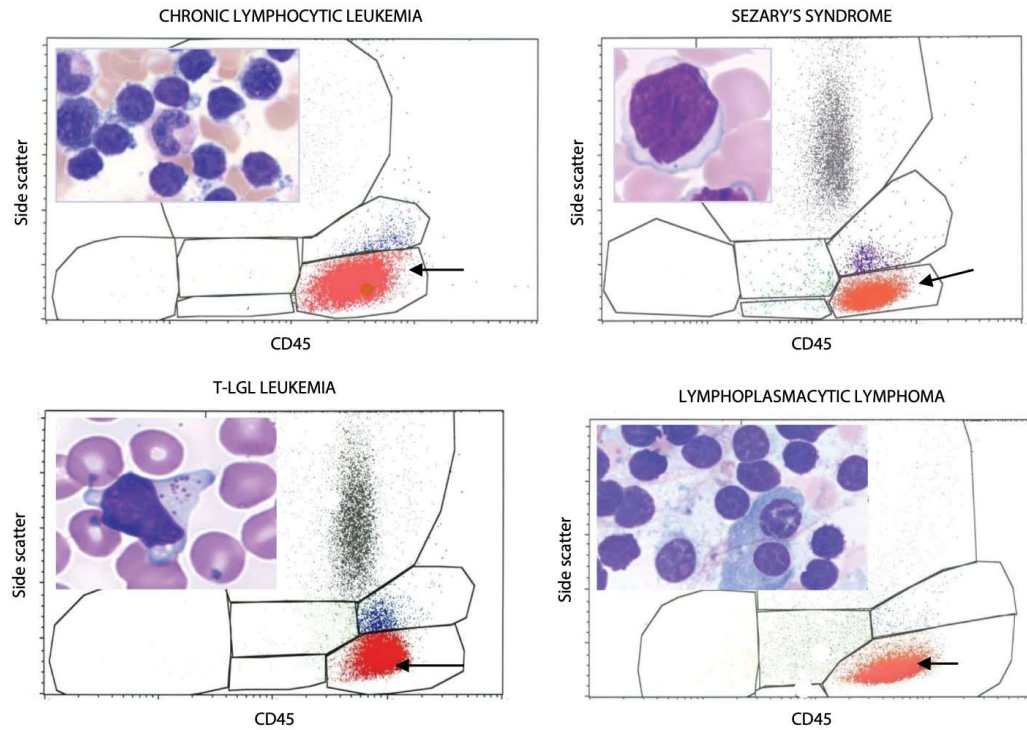 CHRONIC LYMPHOCYTIC LEUKEMIA
Side scatter
CD45
SEZARY'S SYNDROME
Side scatter
CD45
T-LGL LEUKEMIA
Side scatter
CD45
LYMPHOPLASMACYTIC LYMPHOMA
Side scatter
CD45